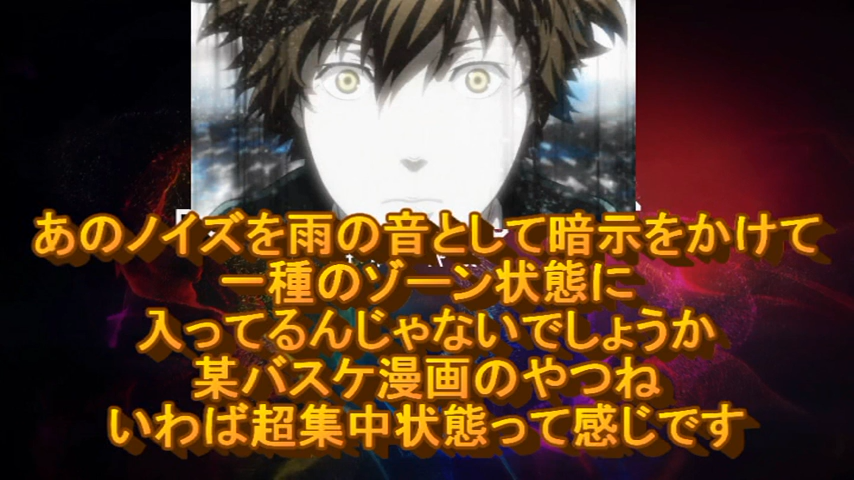 あのノイズを雨の音として暗示をかけて
一種のゾーン状態に
入ってるんじゃないでしょうか
某バスケ漫画のやつね
いわば超集中状態って感じです